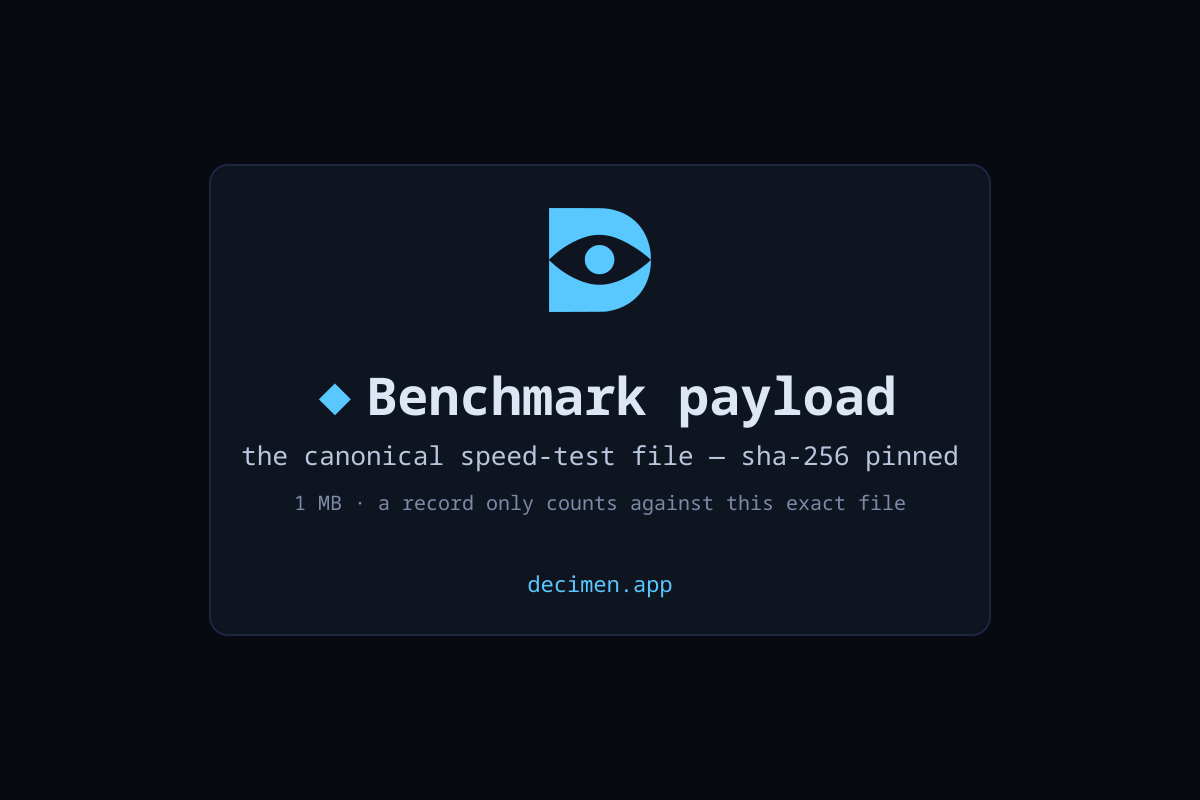 ◆ Benchmark payload
the canonical speed-test file — sha-256 pinned
1 MB · a record only counts against this exact file
decimen.app